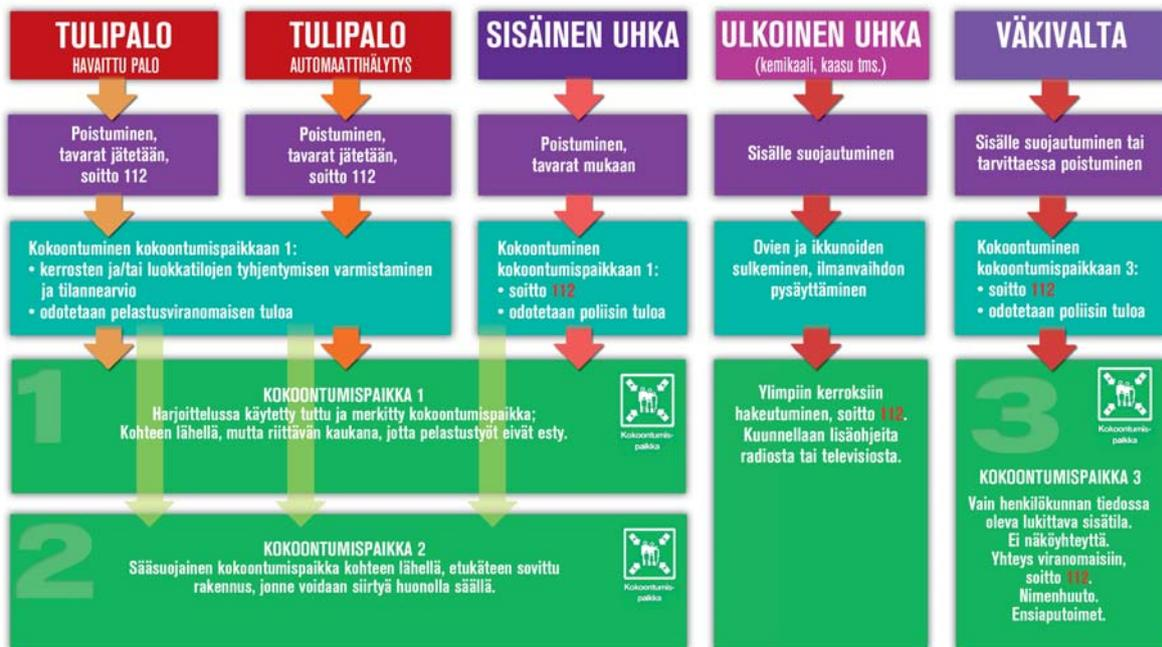 TULIPALO
HAVAITTU PALO
TULIPALO
AUTOMAATTIHÄLYTYS
SISÄINEN UHKA
ULKOINEN UHKA
(kemikaali, kaasu tms.)
VÄKIVALTA
Poistuminen,
tavarat jätetään,
soitto 112
Poistuminen,
tavarat jätetään,
soitto 112
Poistuminen,
tavarat mukaan
Sisälle suojautuminen
Sisälle suojautuminen tai
tarvittaessa poistuminen
Kokoontuminen kokoontumispaikkaan 1:
• kerrosten ja/tai luokkatilojen tyhjentymisen varmistaminen
ja tilannearvio
• odotetaan pelastusviranomaisen tuloa
Kokoontuminen
kokoontumispaikkaan 1:
• soitto 112
• odotetaan poliisin tuloa
Ovien ja ikkunoiden
sulkeminen, ilmanvaihdon
pysäyttäminen
Kokoontuminen
kokoontumispaikkaan 3:
• soitto 112
• odotetaan poliisin tuloa
1
KOKOONTUMISPAIKKA 1
Harjoittelussa käytetty tuttu ja merkitty kokoontumispaikka;
Kohteen lähellä, mutta riittävän kaukana, jotta pelastustyöt eivät esty.
Kokoontumis-
paikka
2
KOKOONTUMISPAIKKA 2
Sääsuojainen kokoontumispaikka kohteen lähellä, etukäteen sovittu
rakennus, jonne voidaan siirtyä huonolla säällä.
Kokoontumis-
paikka
Ylimpiin kerroksiin
hakeutuminen, soitto 112.
Kuunnellaan lisäohjeita
radiosta tai televisiosta.
3
Kokoontumis-
paikka
KOKOONTUMISPAIKKA 3
Vain henkilökunnan tiedossa
oleva lukittava sisätila.
Ei näköyhteyttä.
Yhteys viranomaisiin,
soitto 112.
Nimenhuuto.
Ensiaputoimet.